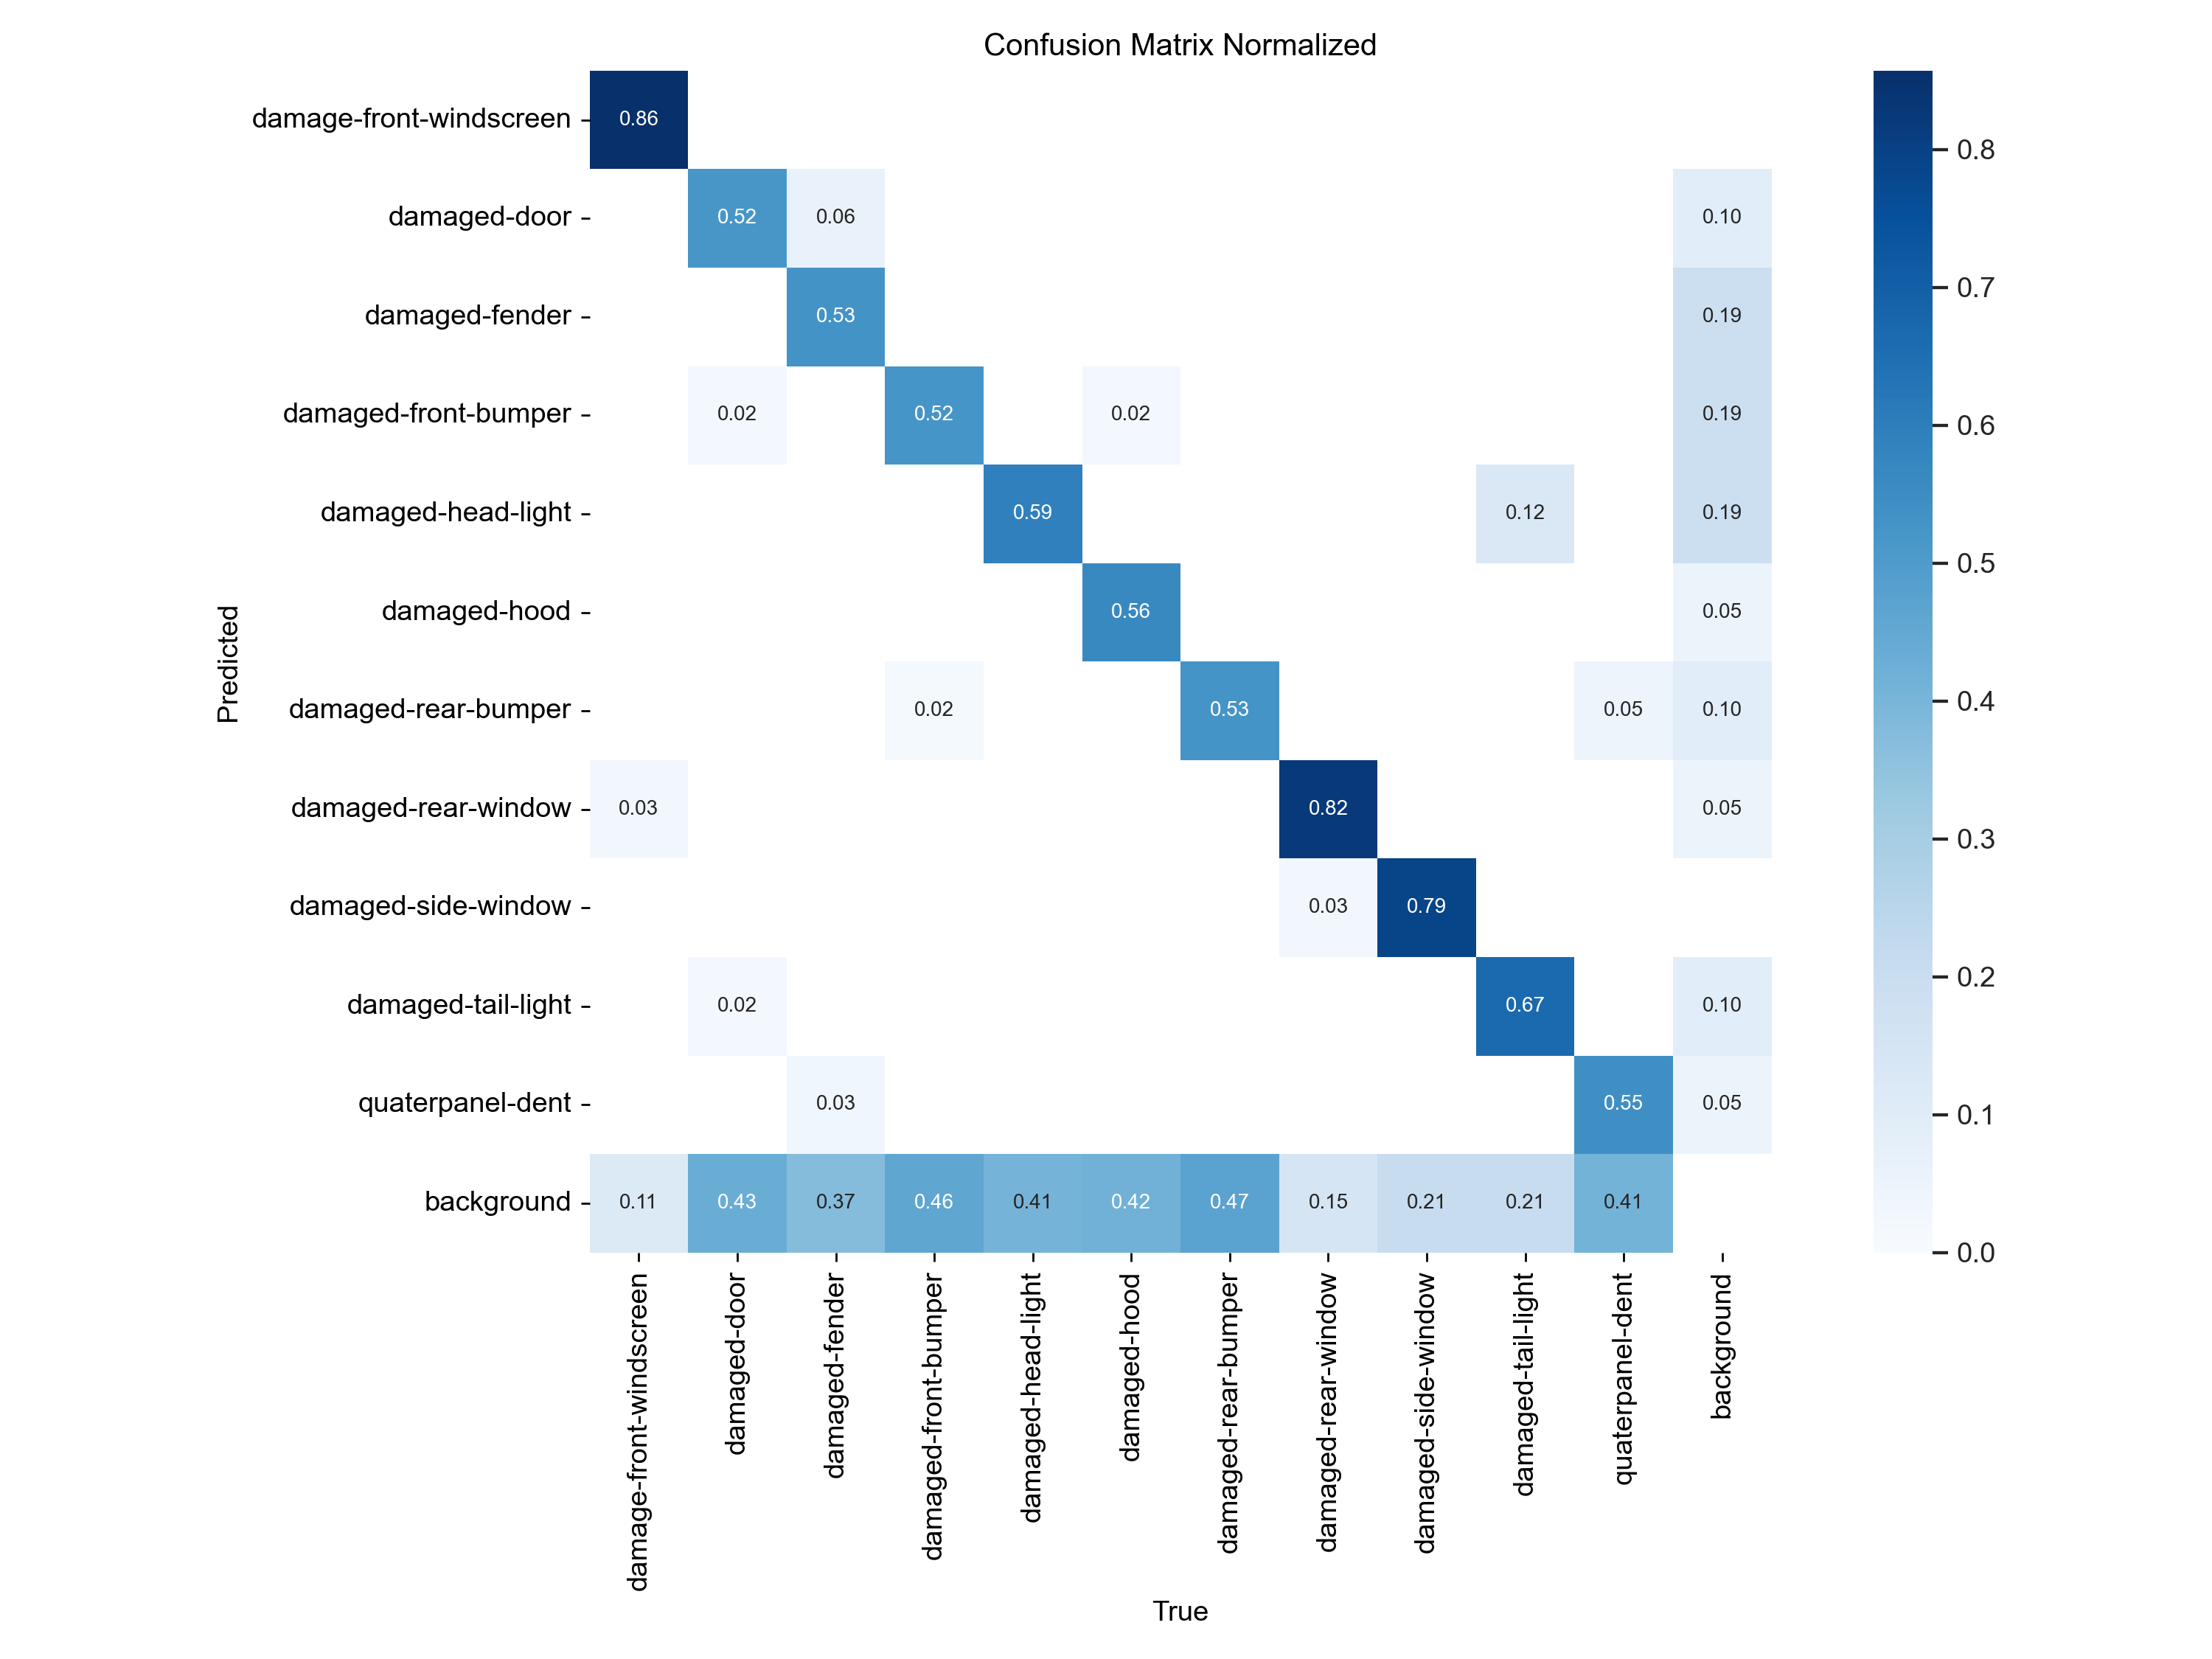 Confusion Matrix Normalized
damage-front-windscreen 0.86
damaged-door 0.52 0.06 0.10
damaged-fender 0.53 0.19
damaged-front-bumper 0.02 0.52 0.02 0.19
damaged-head-light 0.59 0.12 0.19
damaged-hood 0.56 0.05
damaged-rear-bumper 0.02 0.53 0.05 0.10
damaged-rear-window 0.03 0.82 0.05
damaged-side-window 0.03 0.79
damaged-tail-light 0.02 0.67 0.10
quaterpanel-dent 0.03 0.55 0.05
background 0.11 0.43 0.37 0.46 0.41 0.42 0.47 0.15 0.21 0.21 0.41
Predicted
damage-front-windscreen
damaged-door
damaged-fender
damaged-front-bumper
damaged-head-light
damaged-hood
damaged-rear-bumper
damaged-rear-window
damaged-side-window
damaged-tail-light
quaterpanel-dent
background
True
0.8
0.7
0.6
0.5
0.4
0.3
0.2
0.1
0.0